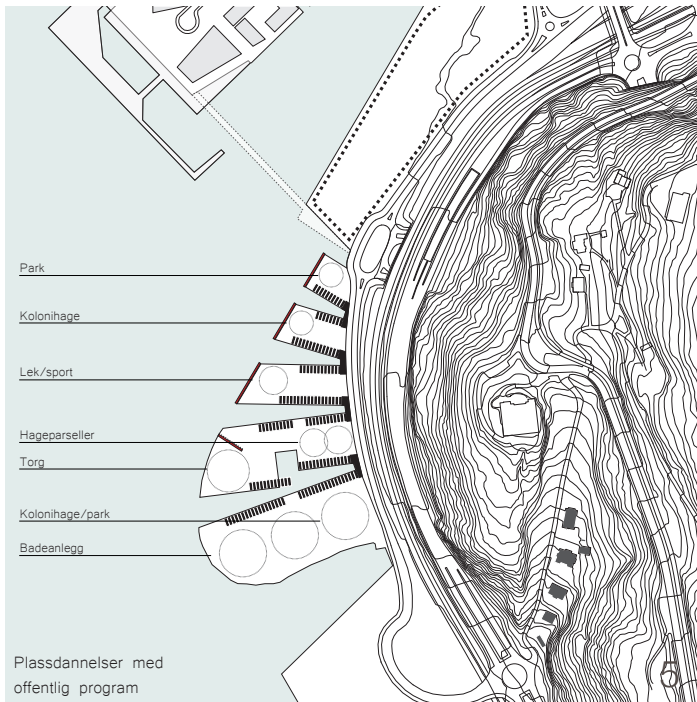 Park
Kolonihage
Lek/sport
Hageparseller
Torg
Kolonihage/park
Badeanlegg
Plassdannelser med
offentlig program
5